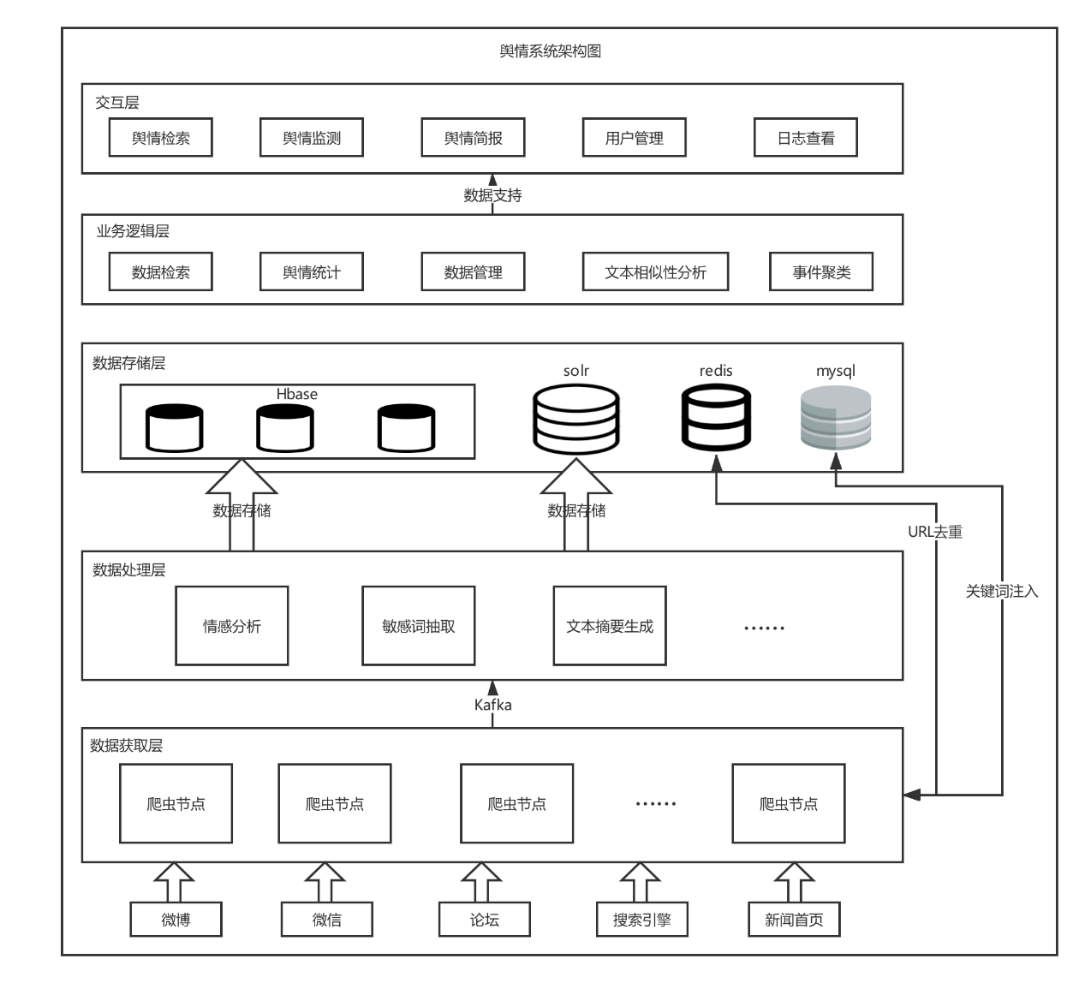 舆情系统架构图
交互层
舆情检索
舆情监测
舆情简报
用户管理
日志查看
数据支持
业务逻辑层
数据检索
舆情统计
数据管理
文本相似性分析
事件聚类
数据存储层
Hbase
solr
redis
mysql
数据存储
数据存储
URL去重
关键词注入
数据处理层
情感分析
敏感词抽取
文本摘要生成
……
Kafka
数据获取层
爬虫节点
爬虫节点
爬虫节点
……
爬虫节点
微博
微信
论坛
搜索引擎
新闻首页